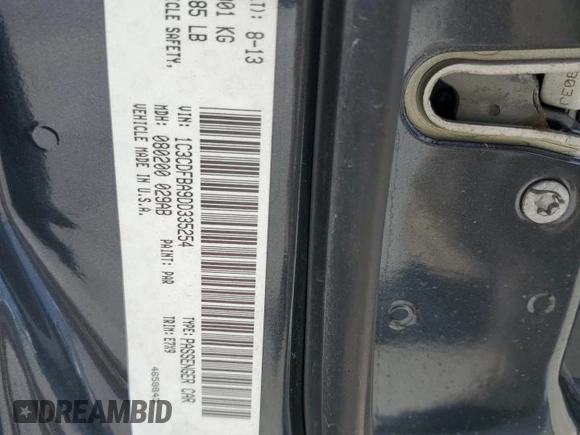 T): 8-13
001 KG
85 LB
CLE SAFETY,
VIN: 1C3CDFBA9DD335254
TYPE: PASSENGER CAR
MDH: 080200 029AB
PAINT: PAR
TRIM: E7X9
VEHICLE MADE IN U.S.A.
DREAMBID